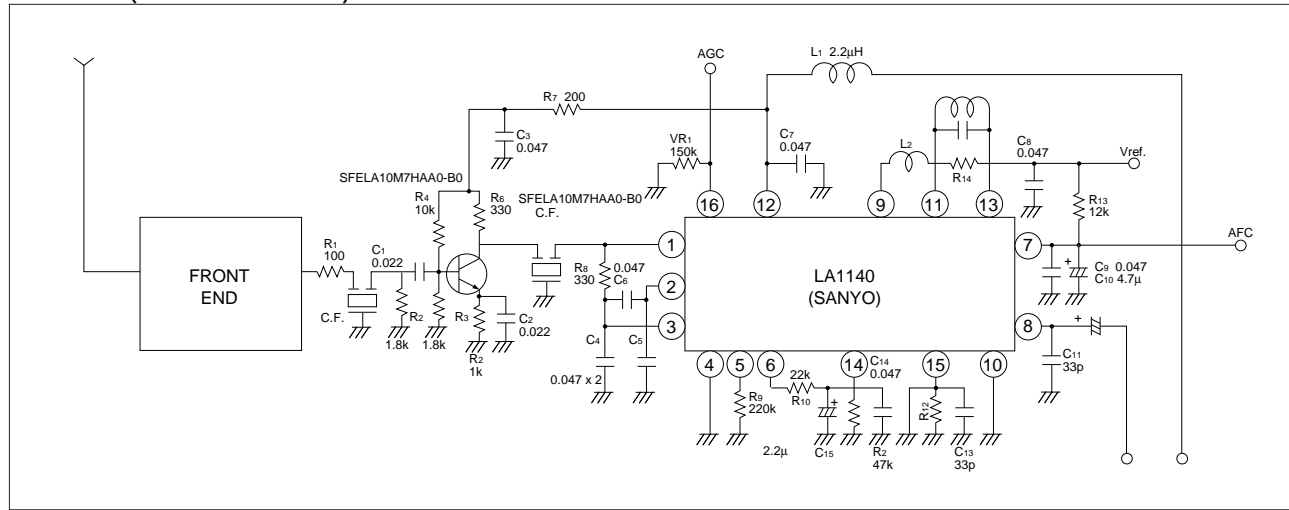 AGC
L1 2.2µH
R7 200
C3
0.047
VR1
150k
C7
0.047
L2
R14
C8
0.047
Vref.
R13
12k
SFELA10M7HAA0-B0
R4
10k
R6
330
SFELA10M7HAA0-B0
C.F.
16
12
9
11
13
FRONT
END
R1
100
C1
0.022
C.F.
R2
1.8k
1.8k
R3
R2
1k
C2
0.022
R8
330
0.047
C6
C4
C5
0.047 x 2
1
2
3
LA1140
(SANYO)
7
AFC
C9 0.047
C10 4.7µ
8
+
+
C11
33p
4
5
6
14
15
10
R9
220k
22k
R10
+
2.2µ
C15
C14
0.047
R2
47k
R12
C13
33p